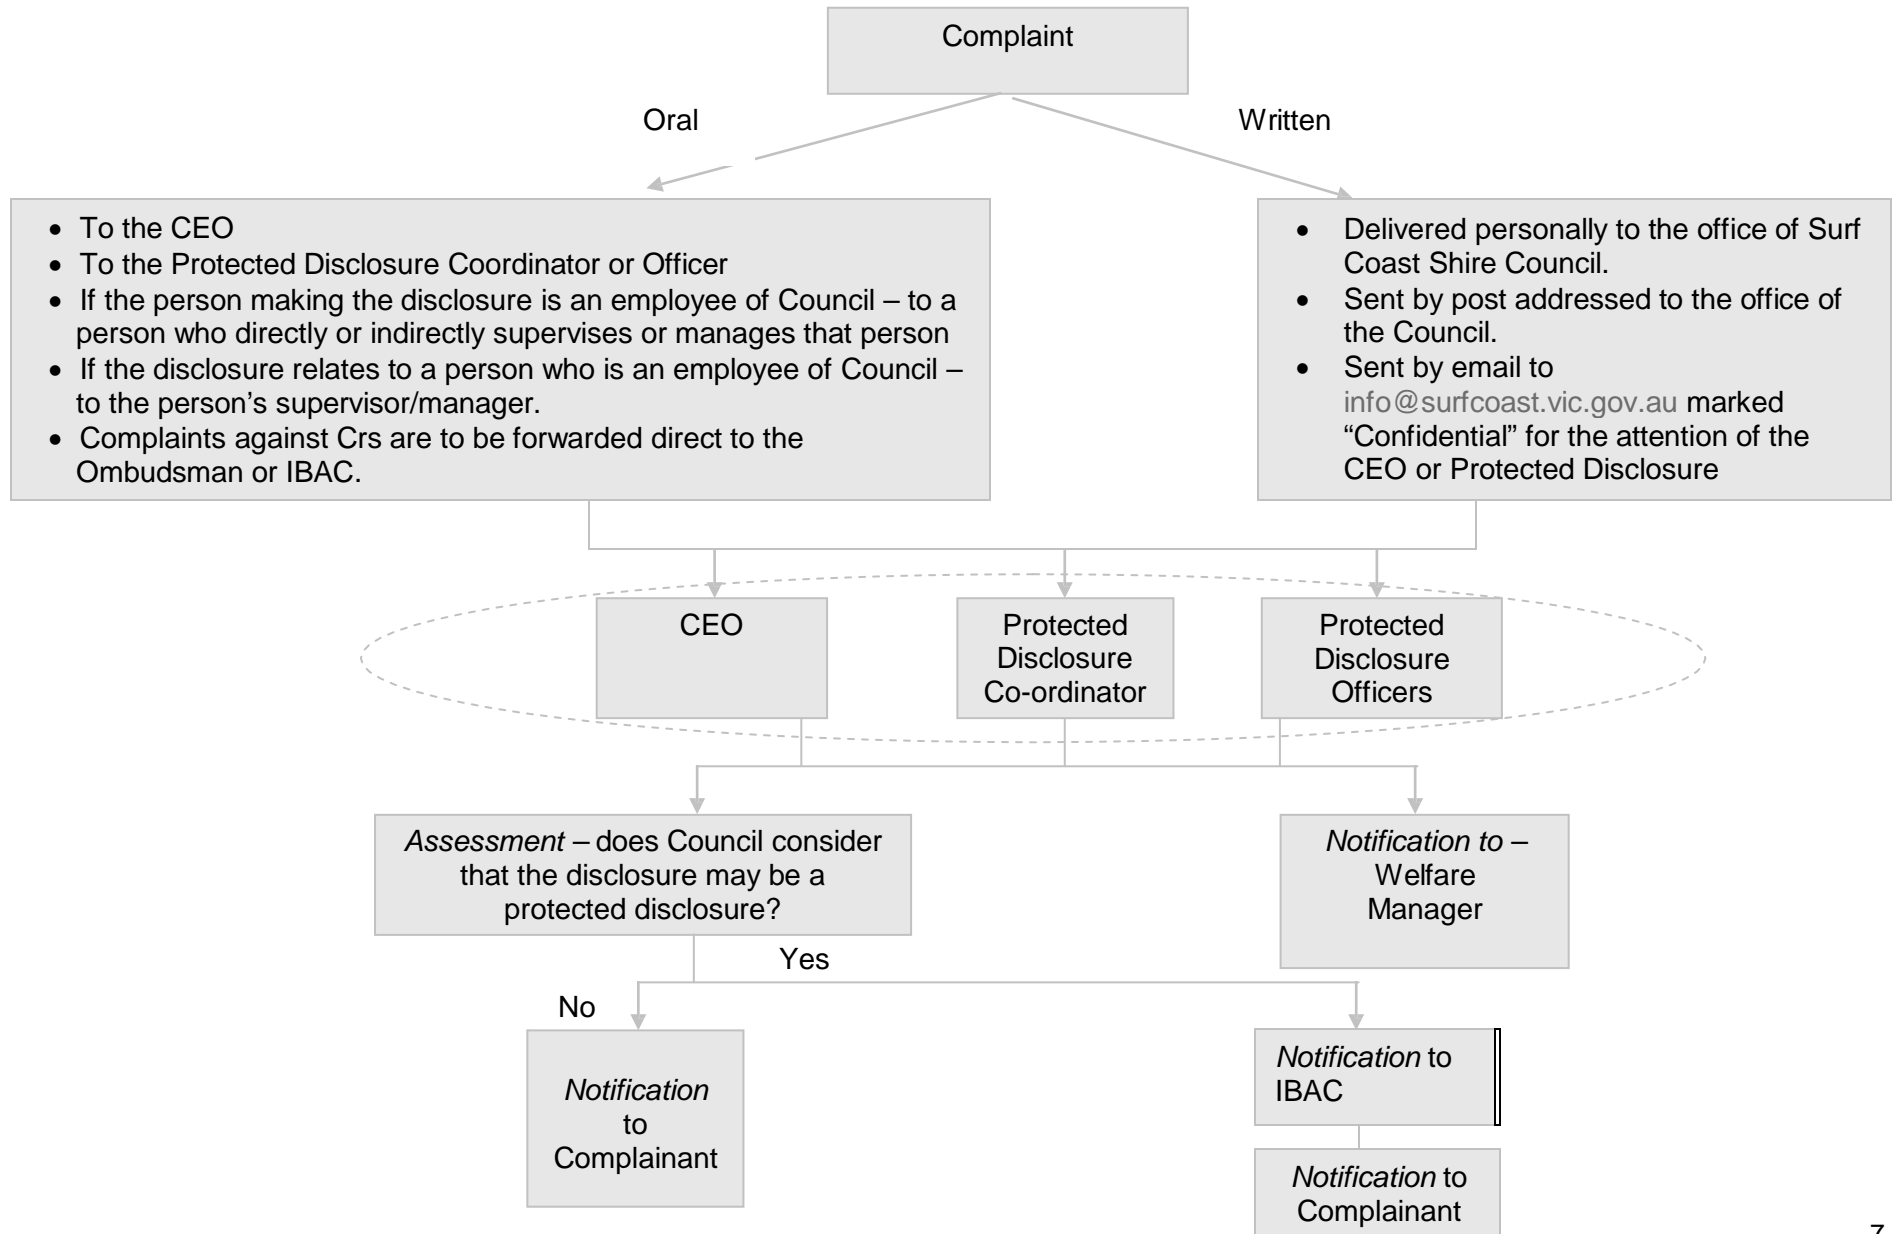 Complaint
Oral
Written
• To the CEO
• To the Protected Disclosure Coordinator or Officer
• If the person making the disclosure is an employee of Council – to a
person who directly or indirectly supervises or manages that person
• If the disclosure relates to a person who is an employee of Council –
to the person’s supervisor/manager.
• Complaints against Crs are to be forwarded direct to the
Ombudsman or IBAC.
• Delivered personally to the office of Surf
Coast Shire Council.
• Sent by post addressed to the office of
the Council.
• Sent by email to
info@surfcoast.vic.gov.au marked
“Confidential” for the attention of the
CEO or Protected Disclosure
CEO
Protected
Disclosure
Co-ordinator
Protected
Disclosure
Officers
Assessment – does Council consider
that the disclosure may be a
protected disclosure?
Notification to –
Welfare
Manager
Yes
No
Notification
to
Complainant
Notification to
IBAC
Notification to
Complainant
7